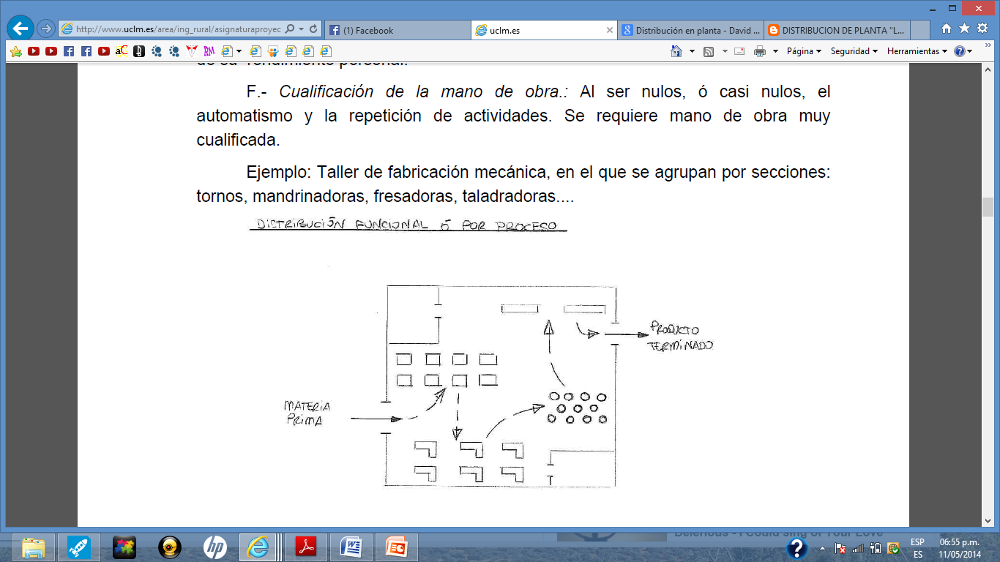 http://www.uclm.es/area/ing_rural/asignaturaproyec
(1) Facebook
uclm.es
Distribución en planta - David ...
DISTRIBUCION DE PLANTA "L...
Página
Seguridad
Herramientas
de su rendimiento personal.
F.- Cualificación de la mano de obra.: Al ser nulos, ó casi nulos, el
automatismo y la repetición de actividades. Se requiere mano de obra muy
cualificada.
Ejemplo: Taller de fabricación mecánica, en el que se agrupan por secciones:
tornos, mandrinadoras, fresadoras, taladradoras....
DISTRIBUCIÓN FUNCIONAL Ó POR PROCESO
PRODUCTO
TERMINADO
MATERIA
PRIMA
Delerious - I Could sing of Your Love
ESP
ES
06:55 p.m.
11/05/2014